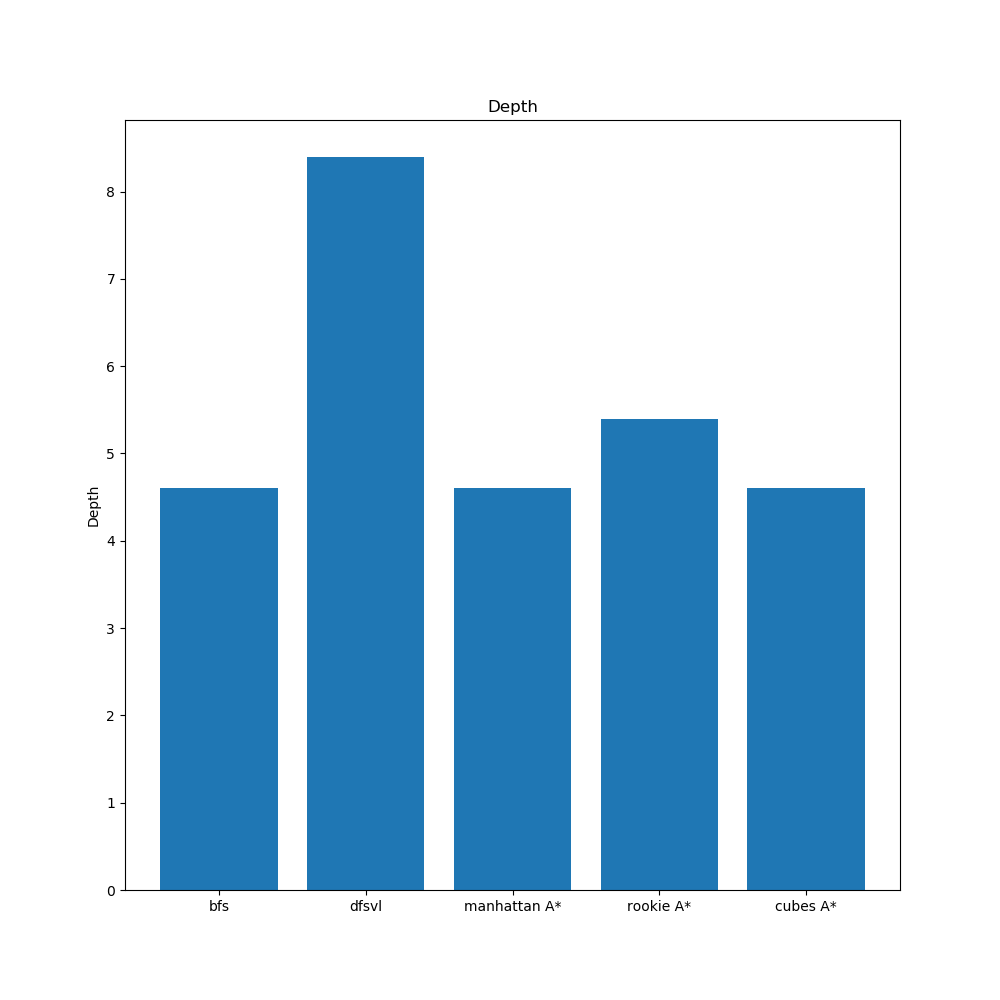 Depth
Depth
8
7
6
5
4
3
2
1
0
bfs
dfsvl
manhattan A*
rookie A*
cubes A*